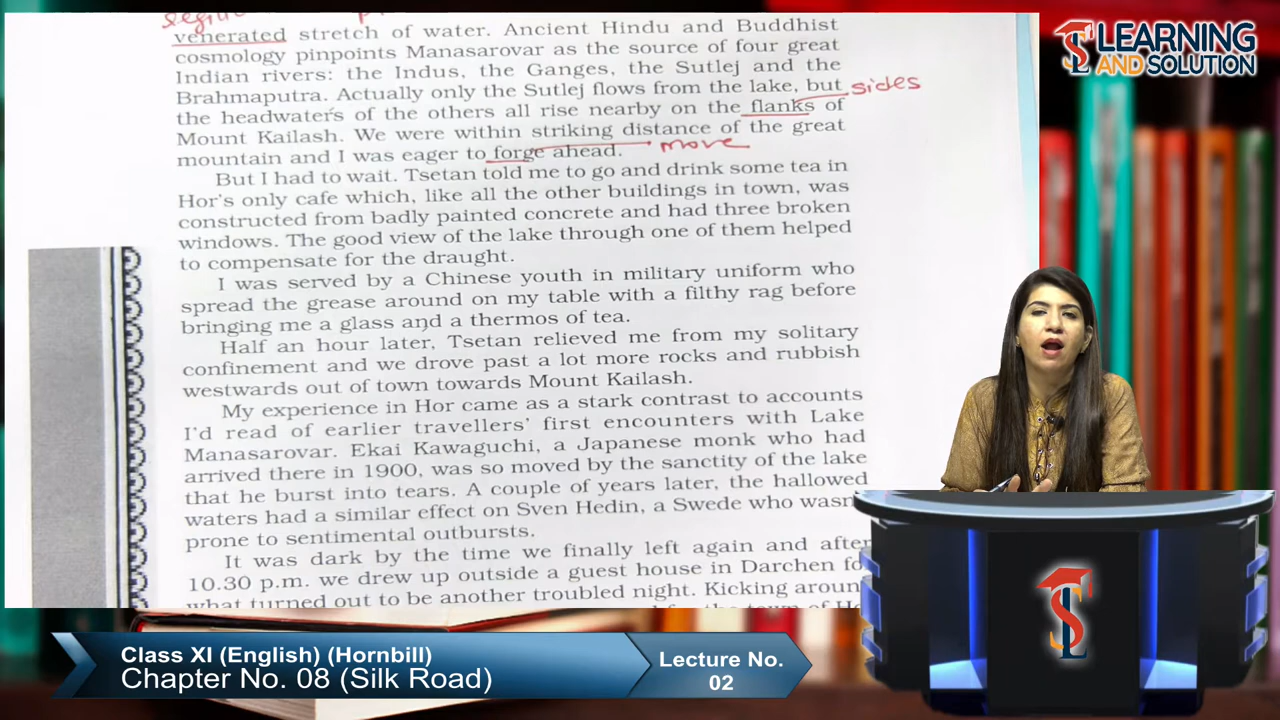 venerated stretch of water. Ancient Hindu and Buddhist
cosmology pinpoints Manasarovar as the source of four great
Indian rivers: the Indus, the Ganges, the Sutlej and the
Brahmaputra. Actually only the Sutlej flows from the lake, but sides
the headwaters of the others all rise nearby on the flanks of
Mount Kailash. We were within striking distance of the great
mountain and I was eager to forge ahead. move
But I had to wait. Tsetan told me to go and drink some tea in
Hor's only cafe which, like all the other buildings in town, was
constructed from badly painted concrete and had three broken
windows. The good view of the lake through one of them helped
to compensate for the draught.
I was served by a Chinese youth in military uniform who
spread the grease around on my table with a filthy rag before
bringing me a glass and a thermos of tea.
Half an hour later, Tsetan relieved me from my solitary
confinement and we drove past a lot more rocks and rubbish
westwards out of town towards Mount Kailash.
My experience in Hor came as a stark contrast to accounts
I'd read of earlier travellers' first encounters with Lake
Manasarovar. Ekai Kawaguchi, a Japanese monk who had
arrived there in 1900, was so moved by the sanctity of the lake
that he burst into tears. A couple of years later, the hallowed
waters had a similar effect on Sven Hedin, a Swede who wasn
prone to sentimental outbursts.
It was dark by the time we finally left again and after
10.30 p.m. we drew up outside a guest house in Darchen fo
what turned out to be another troubled night. Kicking aroun
LEARNING
AND SOLUTION
Class XI (English) (Hornbill)
Chapter No. 08 (Silk Road)
Lecture No.
02